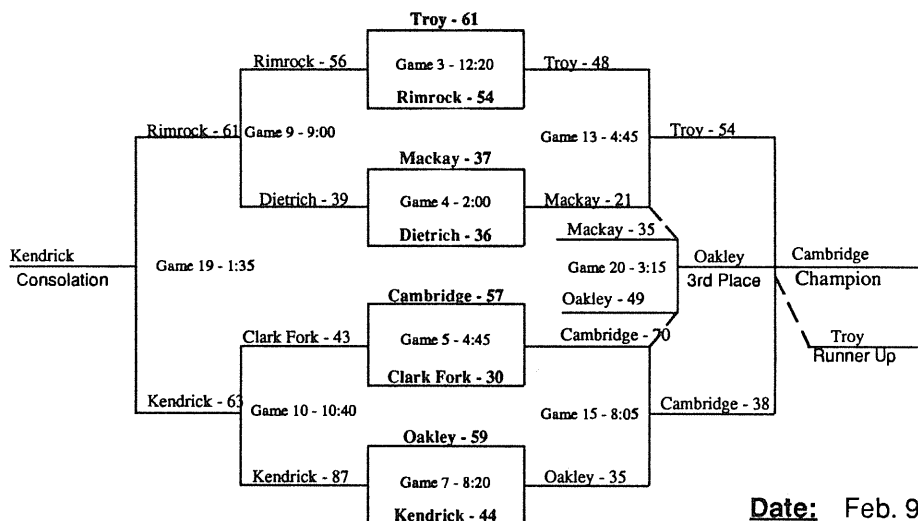 Troy - 61
Rimrock - 56
Game 3 - 12:20
Troy - 48
Rimrock - 54
Rimrock - 61
Game 9 - 9:00
Game 13 - 4:45
Troy - 54
Mackay - 37
Dietrich - 39
Game 4 - 2:00
Mackay - 21
Dietrich - 36
Mackay - 35
Kendrick
Consolation
Game 19 - 1:35
Game 20 - 3:15
Oakley
3rd Place
Cambridge
Champion
Cambridge - 57
Oakley - 49
Clark Fork - 43
Game 5 - 4:45
Cambridge - 70
Troy
Runner Up
Clark Fork - 30
Kendrick - 63
Game 10 - 10:40
Game 15 - 8:05
Cambridge - 38
Oakley - 59
Kendrick - 87
Game 7 - 8:20
Oakley - 35
Kendrick - 44
Date: Feb. 9